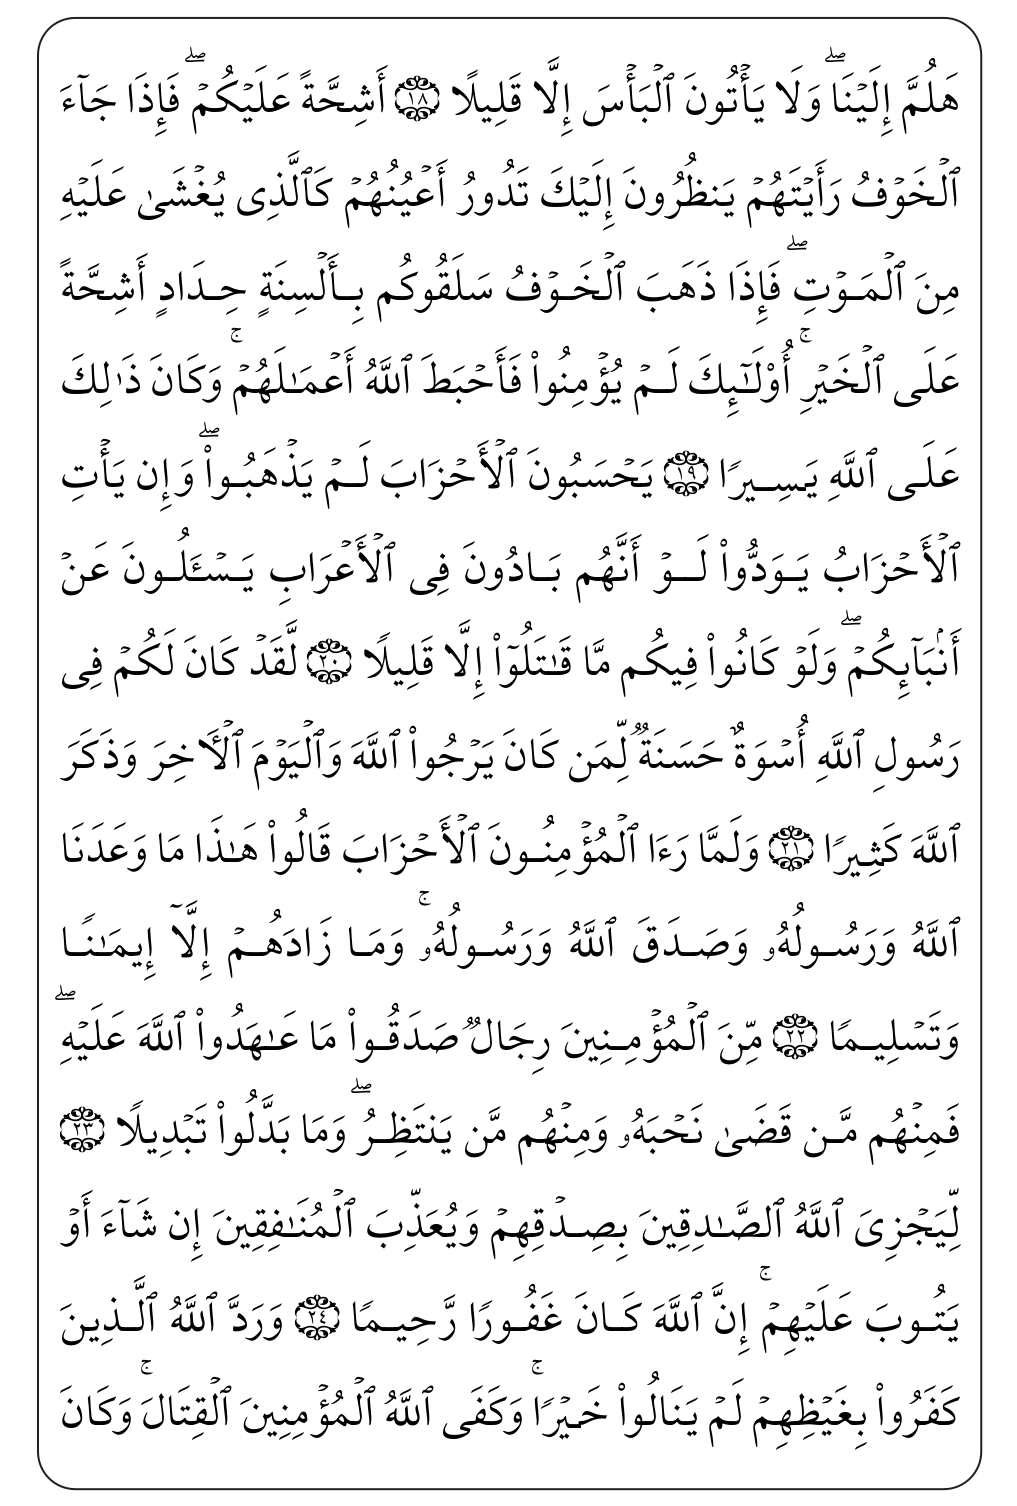 هَلُمَّ إِلَيۡنَاۖ وَلَا يَأۡتُونَ ٱلۡبَأۡسَ إِلَّا قَلِيلًا ١٨ أَشِحَّةً عَلَيۡكُمۡۖ فَإِذَا جَآءَ
ٱلۡخَوۡفُ رَأَيۡتَهُمۡ يَنظُرُونَ إِلَيۡكَ تَدُورُ أَعۡيُنُهُمۡ كَٱلَّذِى يُغۡشَىٰ عَلَيۡهِ
مِنَ ٱلۡمَوۡتِۖ فَإِذَا ذَهَبَ ٱلۡخَوۡفُ سَلَقُوكُم بِأَلۡسِنَةٍ حِدَادٍ أَشِحَّةً
عَلَى ٱلۡخَيۡرِۚ أُوْلَـٰٓئِكَ لَمۡ يُؤۡمِنُواْ فَأَحۡبَطَ ٱللَّهُ أَعۡمَـٰلَهُمۡۚ وَكَانَ ذَٰلِكَ
عَلَى ٱللَّهِ يَسِيرًا ١٩ يَحۡسَبُونَ ٱلۡأَحۡزَابَ لَمۡ يَذۡهَبُواْۖ وَإِن يَأۡتِ
ٱلۡأَحۡزَابُ يَوَدُّواْ لَوۡ أَنَّهُم بَادُونَ فِى ٱلۡأَعۡرَابِ يَسۡـَٔلُونَ عَنۡ
أَنۢبَآئِكُمۡۖ وَلَوۡ كَانُواْ فِيكُم مَّا قَـٰتَلُوٓاْ إِلَّا قَلِيلًا ٢٠ لَّقَدۡ كَانَ لَكُمۡ فِى
رَسُولِ ٱللَّهِ أُسۡوَةٌ حَسَنَةٌ لِّمَن كَانَ يَرۡجُواْ ٱللَّهَ وَٱلۡيَوۡمَ ٱلۡأٓخِرَ وَذَكَرَ
ٱللَّهَ كَثِيرًا ٢١ وَلَمَّا رَءَا ٱلۡمُؤۡمِنُونَ ٱلۡأَحۡزَابَ قَالُواْ هَـٰذَا مَا وَعَدَنَا
ٱللَّهُ وَرَسُولُهُۥ وَصَدَقَ ٱللَّهُ وَرَسُولُهُۥۚ وَمَا زَادَهُمۡ إِلَّآ إِيمَـٰنًا
وَتَسۡلِيمًا ٢٢ مِّنَ ٱلۡمُؤۡمِنِينَ رِجَالٌ صَدَقُواْ مَا عَـٰهَدُواْ ٱللَّهَ عَلَيۡهِۖ
فَمِنۡهُم مَّن قَضَىٰ نَحۡبَهُۥ وَمِنۡهُم مَّن يَنتَظِرُۖ وَمَا بَدَّلُواْ تَبۡدِيلًا ٢٣
لِّيَجۡزِىَ ٱللَّهُ ٱلصَّـٰدِقِينَ بِصِدۡقِهِمۡ وَيُعَذِّبَ ٱلۡمُنَـٰفِقِينَ إِن شَآءَ أَوۡ
يَتُوبَ عَلَيۡهِمۡۚ إِنَّ ٱللَّهَ كَانَ غَفُورًا رَّحِيمًا ٢٤ وَرَدَّ ٱللَّهُ ٱلَّذِينَ
كَفَرُواْ بِغَيۡظِهِمۡ لَمۡ يَنَالُواْ خَيۡرًاۚ وَكَفَى ٱللَّهُ ٱلۡمُؤۡمِنِينَ ٱلۡقِتَالَۚ وَكَانَ